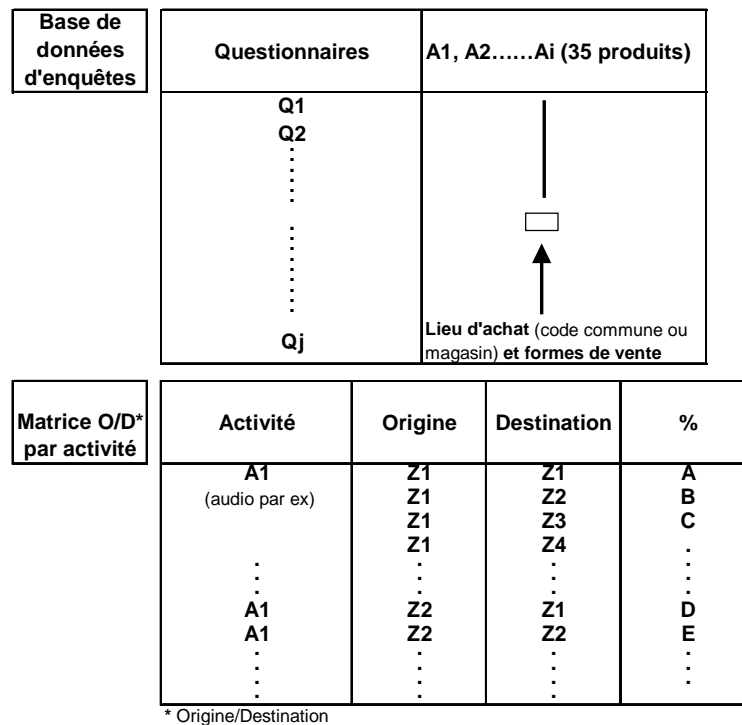 Base de
données
d'enquêtes
Questionnaires
A1, A2……Ai (35 produits)
Q1
Q2
Qj
Lieu d'achat (code commune ou
magasin) et formes de vente
Matrice O/D*
par activité
Activité Origine Destination %
A1 Z1 Z1 A
(audio par ex) Z1 Z2 B
Z1 Z3 C
Z1 Z4 .
. . . .
. . . .
A1 Z2 Z1 D
A1 Z2 Z2 E
. . . .
. . . .
* Origine/Destination